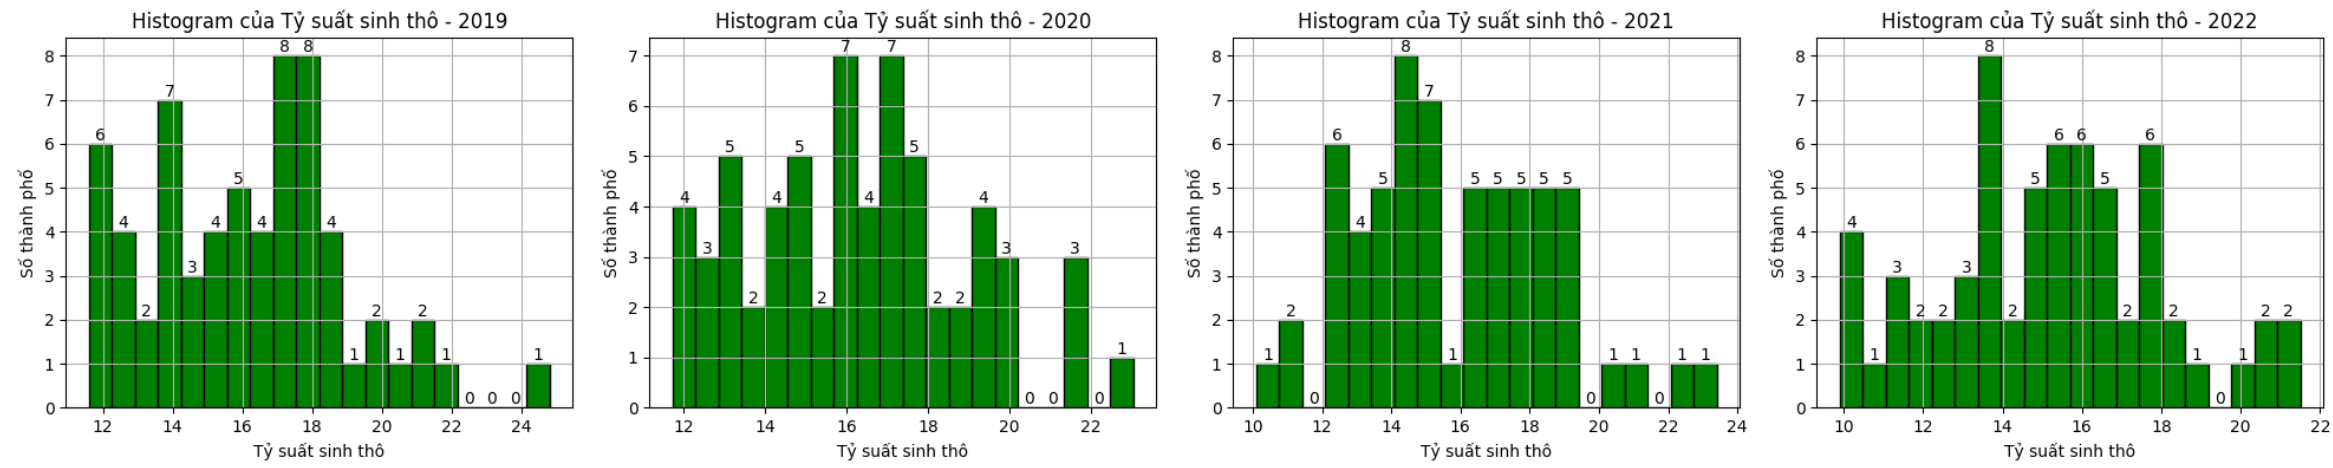 Histogram của Tỷ suất sinh thô - 2019
Số thành phố
8
7
6
5
4
3
2
1
0
6 4 2 7 3 4 5 4 8 8 4 1 2 1 2 1 0 0 0 1
12 14 16 18 20 22 24
Tỷ suất sinh thô
Histogram của Tỷ suất sinh thô - 2020
Số thành phố
7
6
5
4
3
2
1
0
4 3 5 2 4 5 2 7 4 7 5 2 2 4 3 0 0 3 0 1
12 14 16 18 20 22
Tỷ suất sinh thô
Histogram của Tỷ suất sinh thô - 2021
Số thành phố
8
7
6
5
4
3
2
1
0
1 2 0 6 4 5 8 7 1 5 5 5 5 5 0 1 1 0 1 1
10 12 14 16 18 20 22 24
Tỷ suất sinh thô
Histogram của Tỷ suất sinh thô - 2022
Số thành phố
8
7
6
5
4
3
2
1
0
4 1 3 2 2 3 8 2 5 6 6 5 2 6 2 1 0 1 2 2
10 12 14 16 18 20 22
Tỷ suất sinh thô